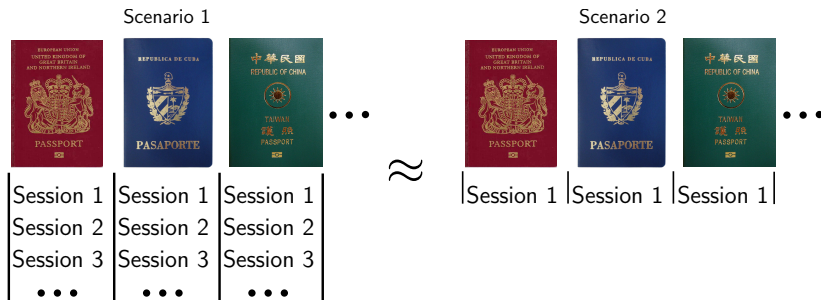 Scenario 1
Scenario 2
EUROPEAN UNION
UNITED KINGDOM OF
GREAT BRITAIN
AND NORTHERN IRELAND
PASSPORT
REPUBLICA DE CUBA
PASAPORTE
中華民國
REPUBLIC OF CHINA
TAIWAN
護 照
PASSPORT
• • •
≈
EUROPEAN UNION
UNITED KINGDOM OF
GREAT BRITAIN
AND NORTHERN IRELAND
PASSPORT
REPUBLICA DE CUBA
PASAPORTE
中華民國
REPUBLIC OF CHINA
TAIWAN
護 照
PASSPORT
• • •
Session 1 Session 1 Session 1
Session 2 Session 2 Session 2
Session 3 Session 3 Session 3
• • • • • • • • •
Session 1 Session 1 Session 1